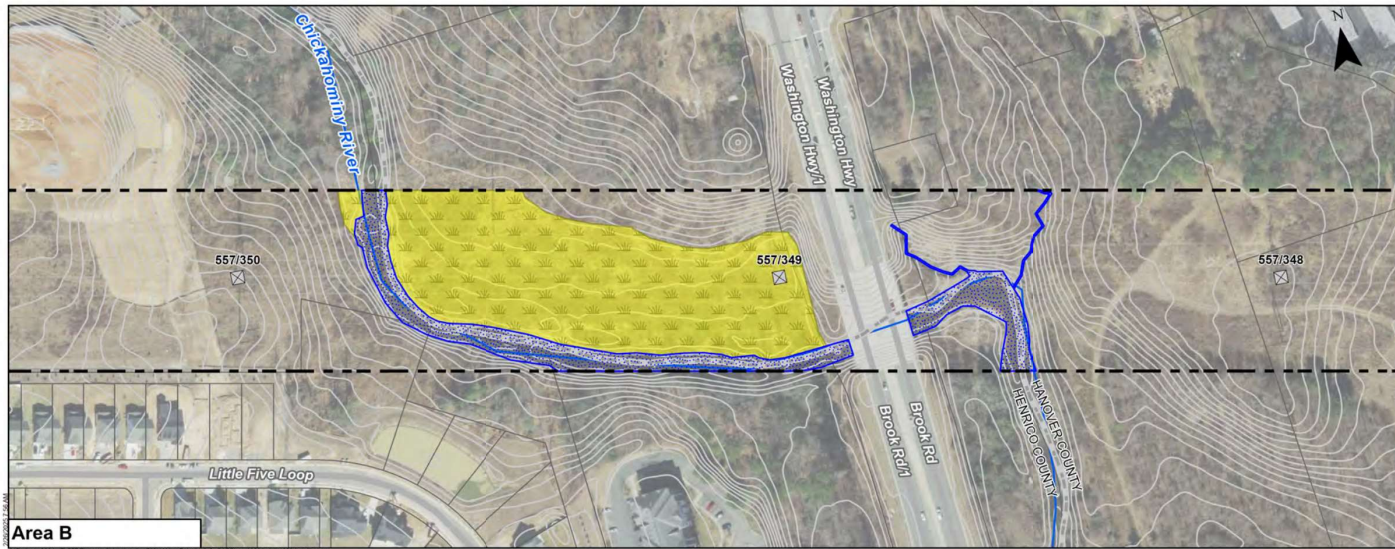 N
Chickahominy River
Washington Hwy/1
Washington Hwy
557/350
557/349
557/348
HANOVER COUNTY
HENRICO COUNTY
Brook Rd/1
Brook Rd
Little Five Loop
Area B